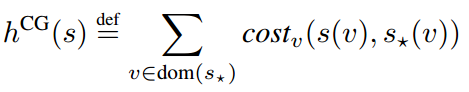 h^CG(s) ≝ ∑_{v∈dom(s⋆)} cost_v(s(v), s⋆(v))